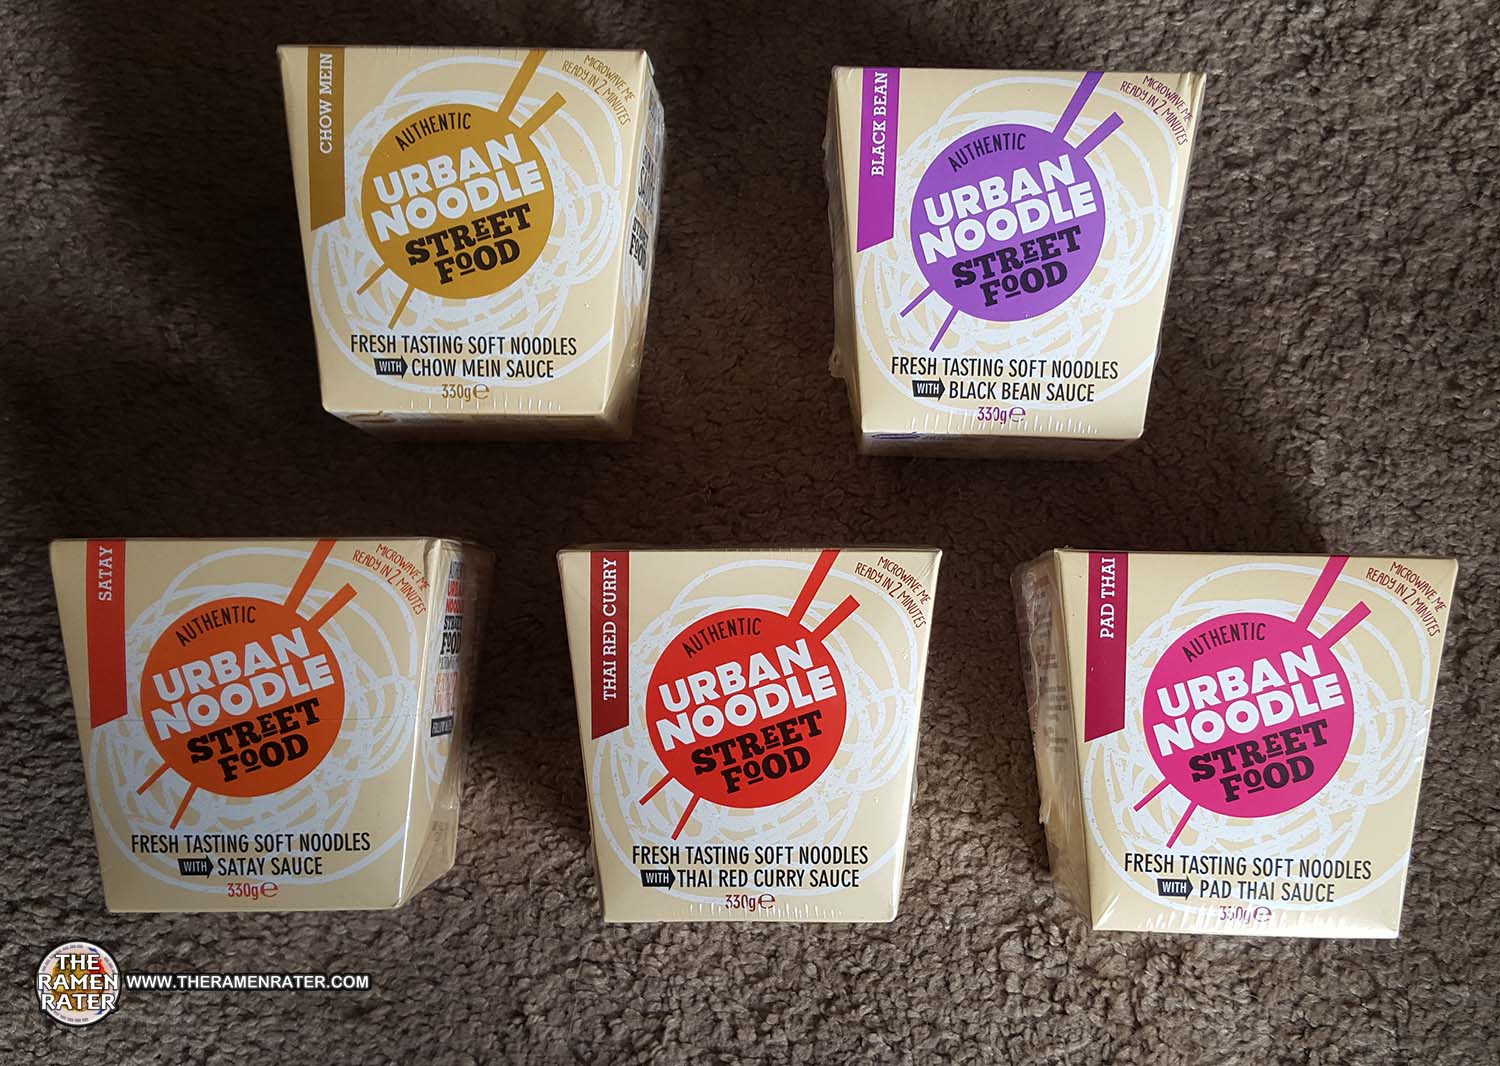 CHOW MEIN
MICROWAVE ME
READY IN 2 MINUTES
AUTHENTIC
URBAN
NOODLE
STREET
FOOD
FRESH TASTING SOFT NOODLES
WITH CHOW MEIN SAUCE
330g℮
BLACK BEAN
MICROWAVE ME
READY IN 2 MINUTES
AUTHENTIC
URBAN
NOODLE
STREET
FOOD
FRESH TASTING SOFT NOODLES
WITH BLACK BEAN SAUCE
330g℮
SATAY
MICROWAVE ME
READY IN 2 MINUTES
AUTHENTIC
URBAN
NOODLE
STREET
FOOD
FRESH TASTING SOFT NOODLES
WITH SATAY SAUCE
330g℮
URBAN
NOODLE
STREET
FOOD
THAI RED CURRY
MICROWAVE ME
READY IN 2 MINUTES
AUTHENTIC
URBAN
NOODLE
STREET
FOOD
FRESH TASTING SOFT NOODLES
WITH THAI RED CURRY SAUCE
330g℮
PAD THAI
MICROWAVE ME
READY IN 2 MINUTES
AUTHENTIC
URBAN
NOODLE
STREET
FOOD
FRESH TASTING SOFT NOODLES
WITH PAD THAI SAUCE
330g℮
THE
RAMEN
RATER
WWW.THERAMENRATER.COM